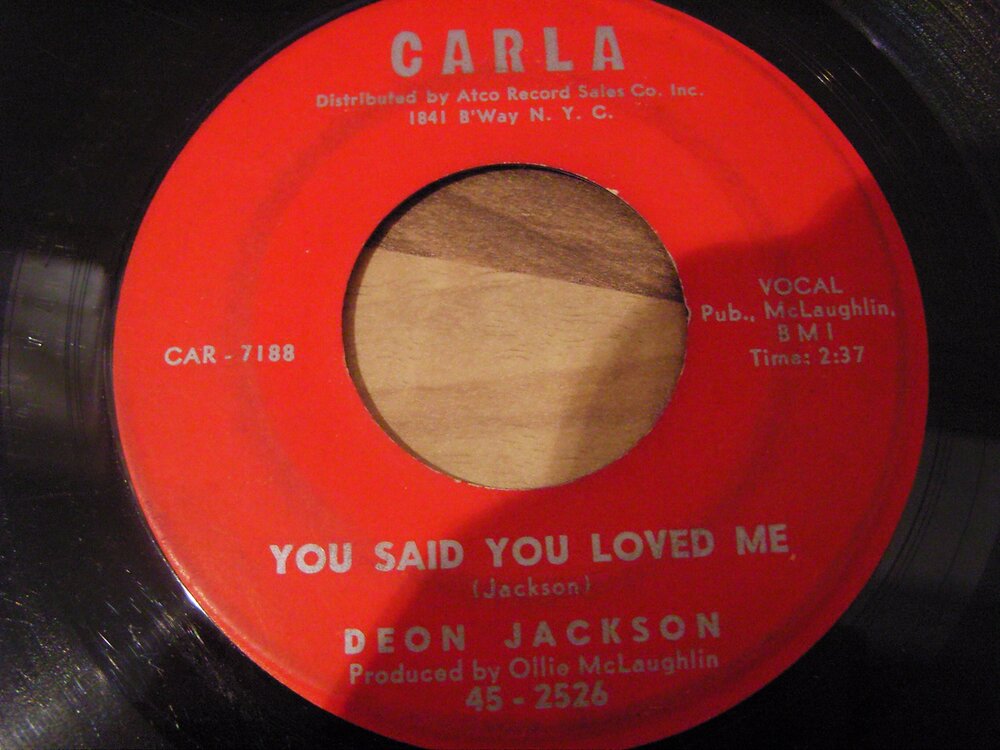 CARLA
Distributed by Atco Record Sales Co. Inc.
1841 B'Way N. Y. C.
VOCAL
Pub., McLaughlin,
BMI
Time: 2:37
CAR - 7188
YOU SAID YOU LOVED ME
(Jackson)
DEON JACKSON
Produced by Ollie McLaughlin
45 - 2526